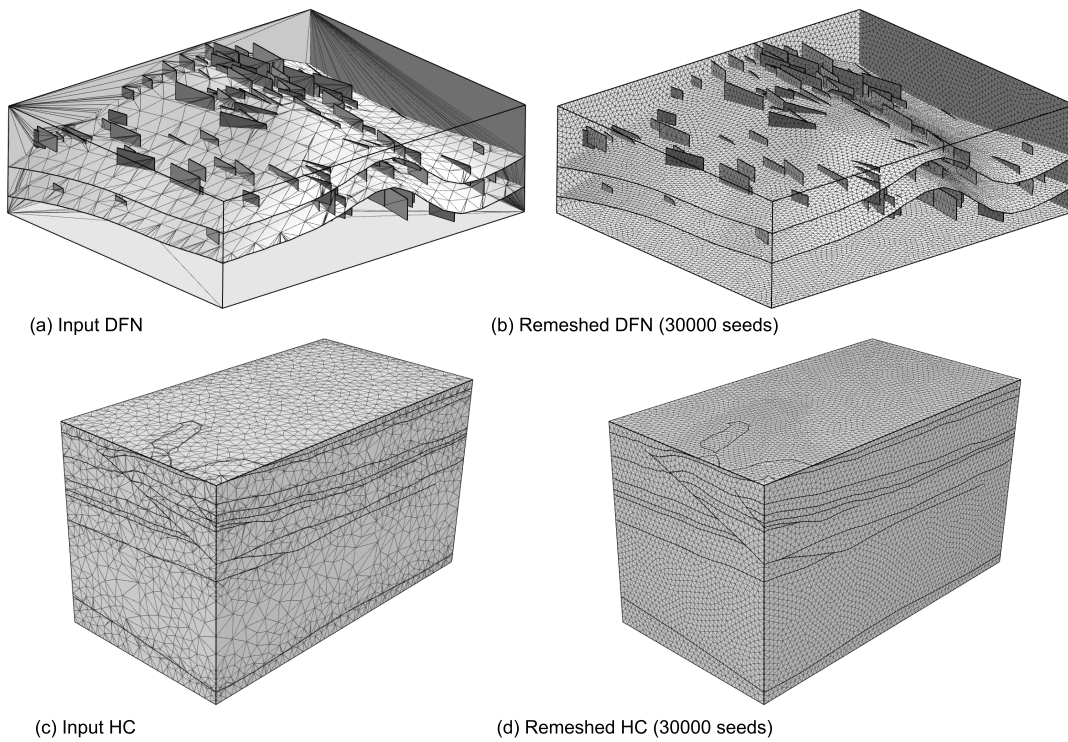 (a) Input DFN
(b) Remeshed DFN (30000 seeds)
(c) Input HC
(d) Remeshed HC (30000 seeds)